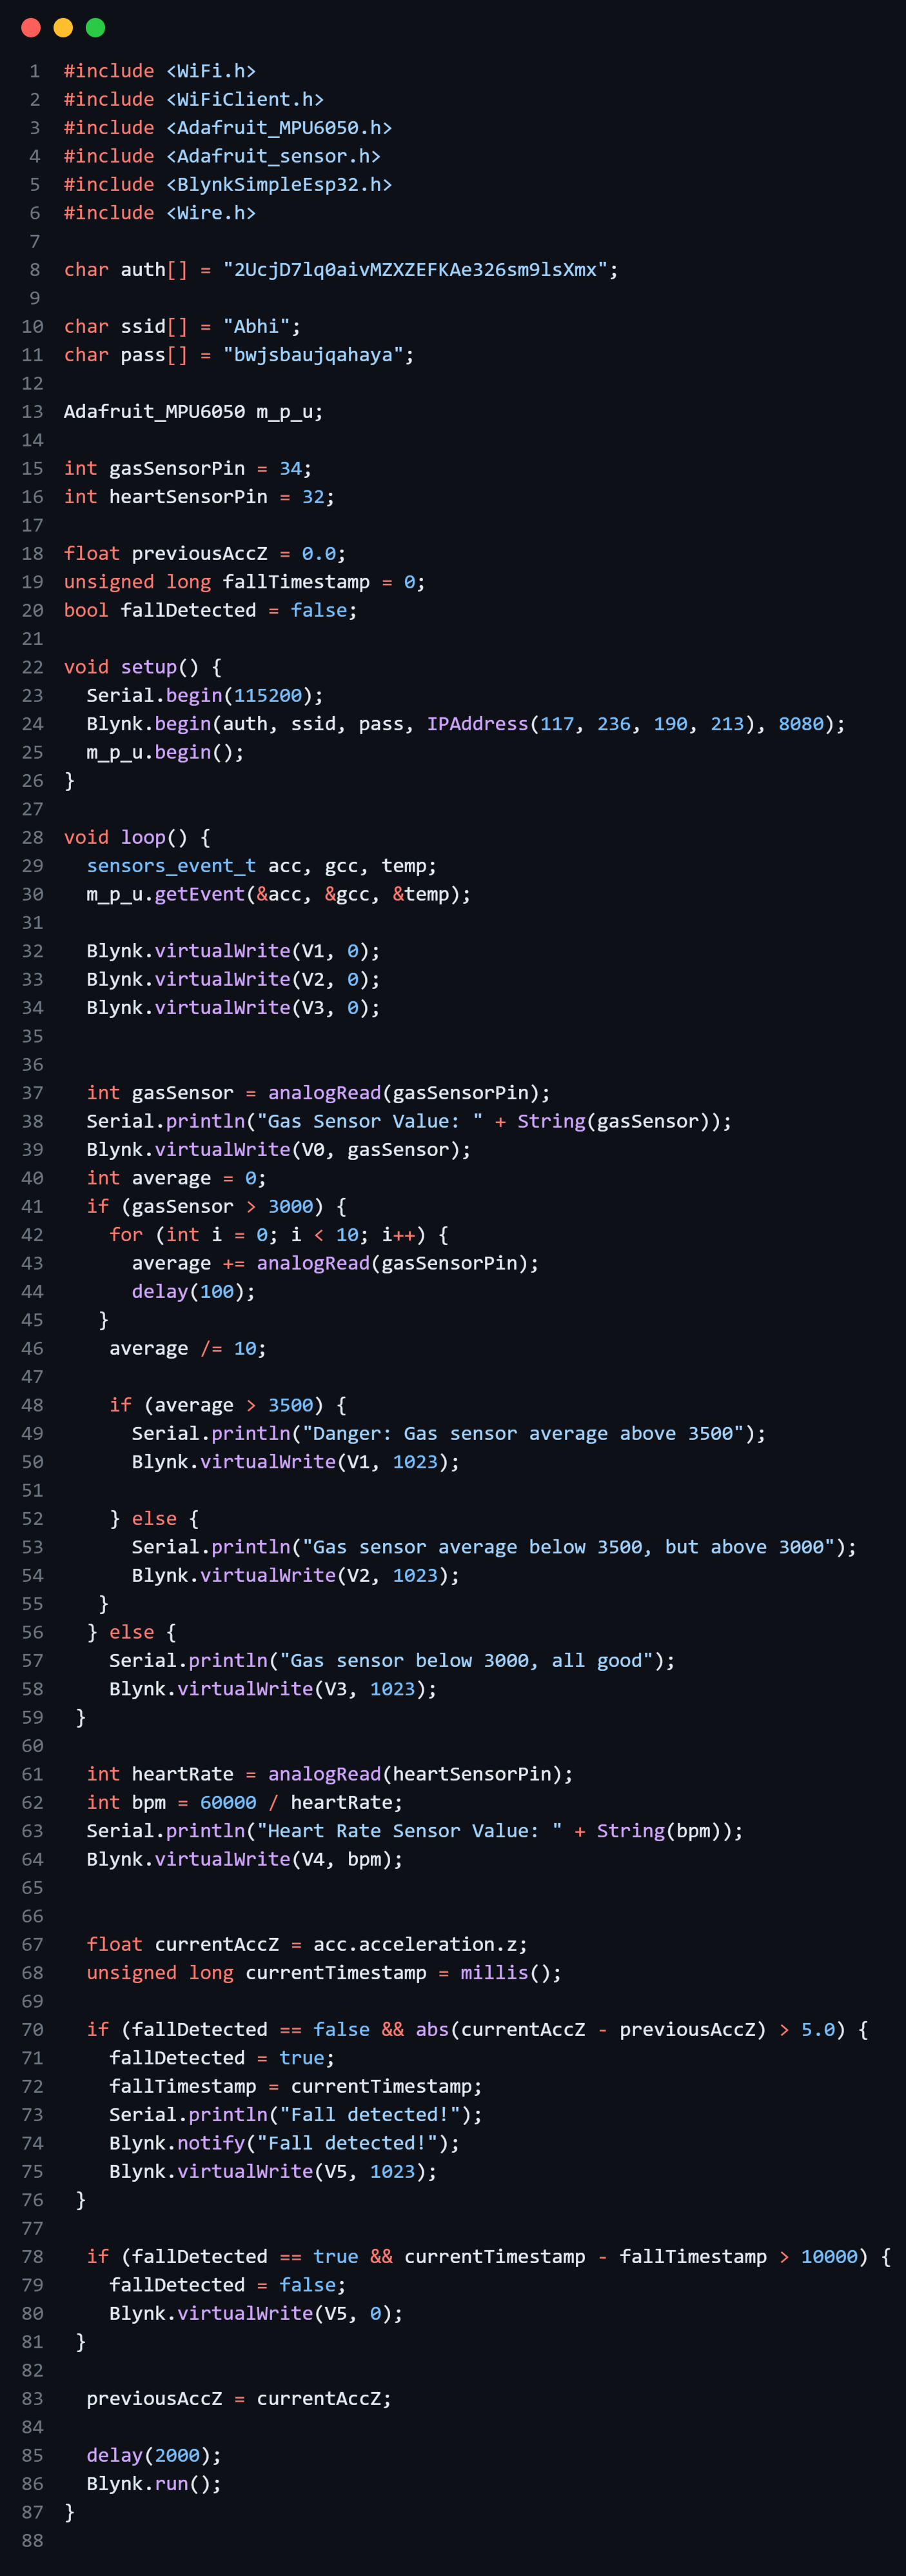 1 #include <WiFi.h>
2 #include <WiFiClient.h>
3 #include <Adafruit_MPU6050.h>
4 #include <Adafruit_sensor.h>
5 #include <BlynkSimpleEsp32.h>
6 #include <Wire.h>
7
8 char auth[] = "2UcjD7lq0aivMZXZEFKAe326sm9lsXmx";
9
10 char ssid[] = "Abhi";
11 char pass[] = "bwjsbaujqahaya";
12
13 Adafruit_MPU6050 m_p_u;
14
15 int gasSensorPin = 34;
16 int heartSensorPin = 32;
17
18 float previousAccZ = 0.0;
19 unsigned long fallTimestamp = 0;
20 bool fallDetected = false;
21
22 void setup() {
23   Serial.begin(115200);
24   Blynk.begin(auth, ssid, pass, IPAddress(117, 236, 190, 213), 8080);
25   m_p_u.begin();
26 }
27
28 void loop() {
29   sensors_event_t acc, gcc, temp;
30   m_p_u.getEvent(&acc, &gcc, &temp);
31
32   Blynk.virtualWrite(V1, 0);
33   Blynk.virtualWrite(V2, 0);
34   Blynk.virtualWrite(V3, 0);
35
36
37   int gasSensor = analogRead(gasSensorPin);
38   Serial.println("Gas Sensor Value: " + String(gasSensor));
39   Blynk.virtualWrite(V0, gasSensor);
40   int average = 0;
41   if (gasSensor > 3000) {
42     for (int i = 0; i < 10; i++) {
43       average += analogRead(gasSensorPin);
44       delay(100);
45    }
46     average /= 10;
47
48     if (average > 3500) {
49       Serial.println("Danger: Gas sensor average above 3500");
50       Blynk.virtualWrite(V1, 1023);
51
52     } else {
53       Serial.println("Gas sensor average below 3500, but above 3000");
54       Blynk.virtualWrite(V2, 1023);
55    }
56   } else {
57     Serial.println("Gas sensor below 3000, all good");
58     Blynk.virtualWrite(V3, 1023);
59  }
60
61   int heartRate = analogRead(heartSensorPin);
62   int bpm = 60000 / heartRate;
63   Serial.println("Heart Rate Sensor Value: " + String(bpm));
64   Blynk.virtualWrite(V4, bpm);
65
66
67   float currentAccZ = acc.acceleration.z;
68   unsigned long currentTimestamp = millis();
69
70   if (fallDetected == false && abs(currentAccZ - previousAccZ) > 5.0) {
71     fallDetected = true;
72     fallTimestamp = currentTimestamp;
73     Serial.println("Fall detected!");
74     Blynk.notify("Fall detected!");
75     Blynk.virtualWrite(V5, 1023);
76  }
77
78   if (fallDetected == true && currentTimestamp - fallTimestamp > 10000) {
79     fallDetected = false;
80     Blynk.virtualWrite(V5, 0);
81  }
82
83   previousAccZ = currentAccZ;
84
85   delay(2000);
86   Blynk.run();
87 }
88